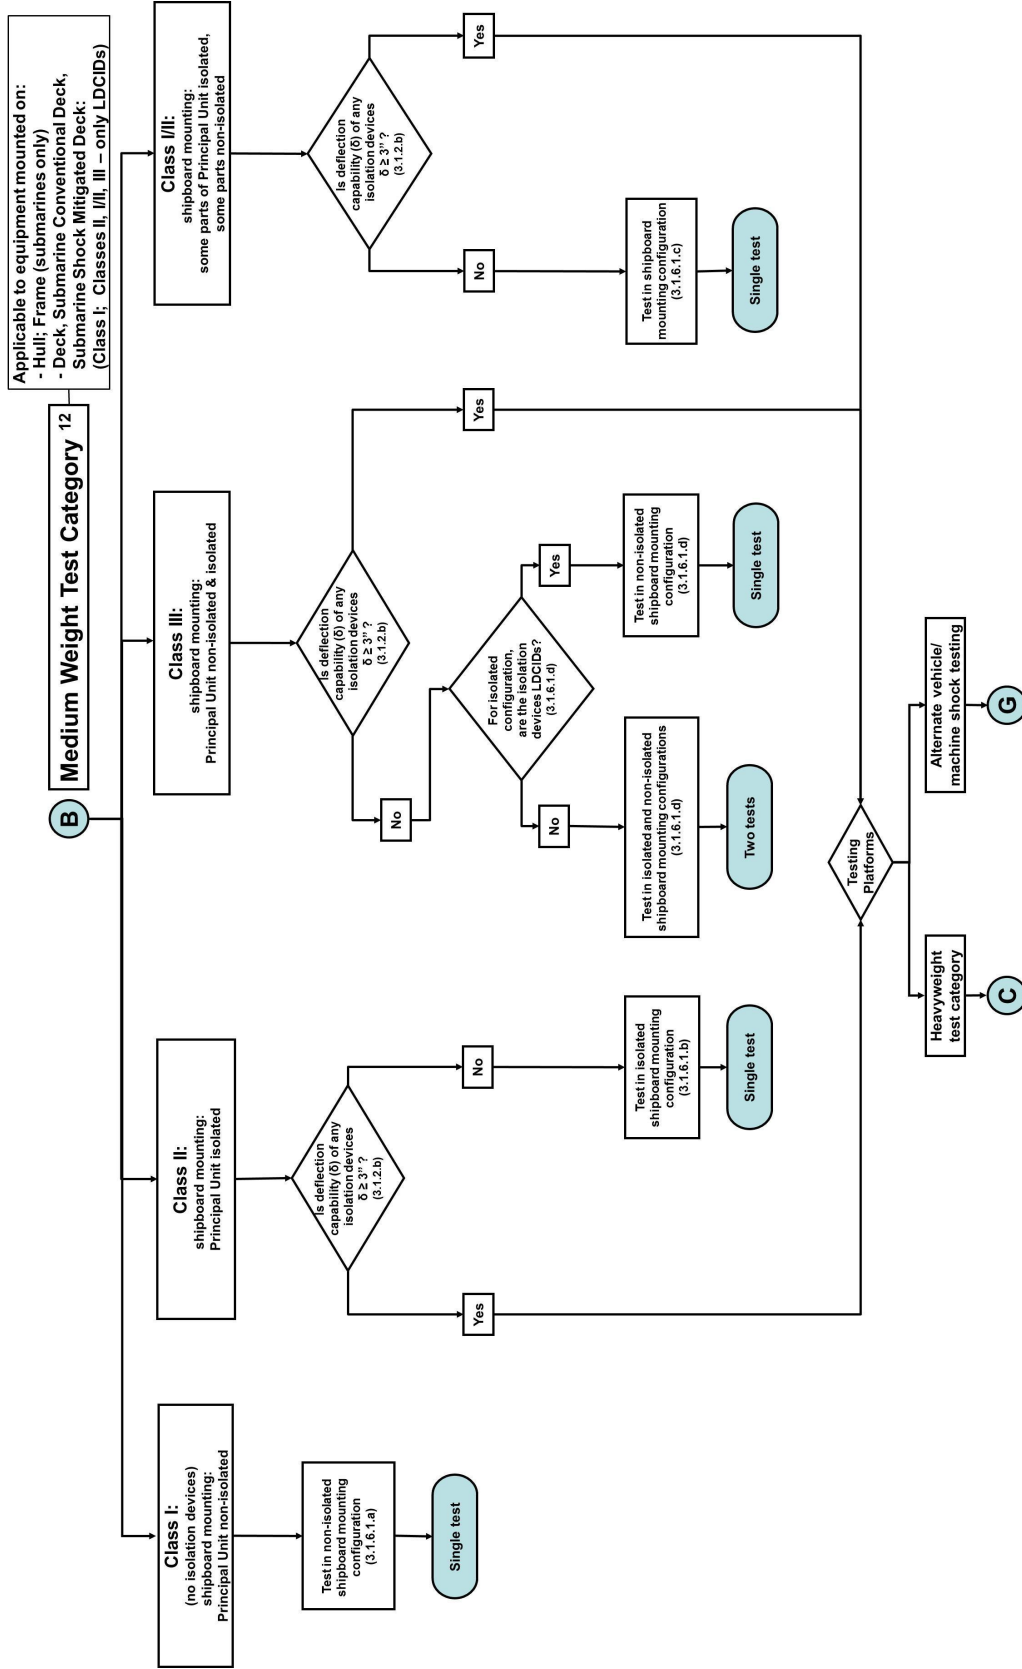 B
Medium Weight Test Category 12
Applicable to equipment mounted on:
- Hull; Frame (submarines only)
- Deck, Submarine Conventional Deck,
Submarine Shock Mitigated Deck:
(Class I;  Classes II, I/II, III – only LDCIDs)
Class I:
(no isolation devices)
shipboard mounting:
Principal Unit non-isolated
Test in non-isolated
shipboard mounting
configuration
(3.1.6.1.a)
Single test
Class II:
shipboard mounting:
Principal Unit isolated
Is deflection
capability (δ) of any
isolation devices
δ ≥ 3” ?
(3.1.2.b)
Yes
No
Test in isolated
shipboard mounting
configuration
(3.1.6.1.b)
Single test
Class III:
shipboard mounting:
Principal Unit non-isolated & isolated
Is deflection
capability (δ) of any
isolation devices
δ ≥ 3” ?
(3.1.2.b)
No
Yes
For isolated
configuration,
are the isolation
devices LDCIDs?
(3.1.6.1.d)
No
Yes
Test in isolated and non-isolated
shipboard mounting configurations
(3.1.6.1.d)
Two tests
Test in non-isolated
shipboard mounting
configuration
(3.1.6.1.d)
Single test
Class I/II:
shipboard mounting:
some parts of Principal Unit isolated,
some parts non-isolated
Is deflection
capability (δ) of any
isolation devices
δ ≥ 3” ?
(3.1.2.b)
No
Yes
Test in shipboard
mounting configuration
(3.1.6.1.c)
Single test
Testing
Platforms
Heavyweight
test category
C
Alternate vehicle/
machine shock testing
G